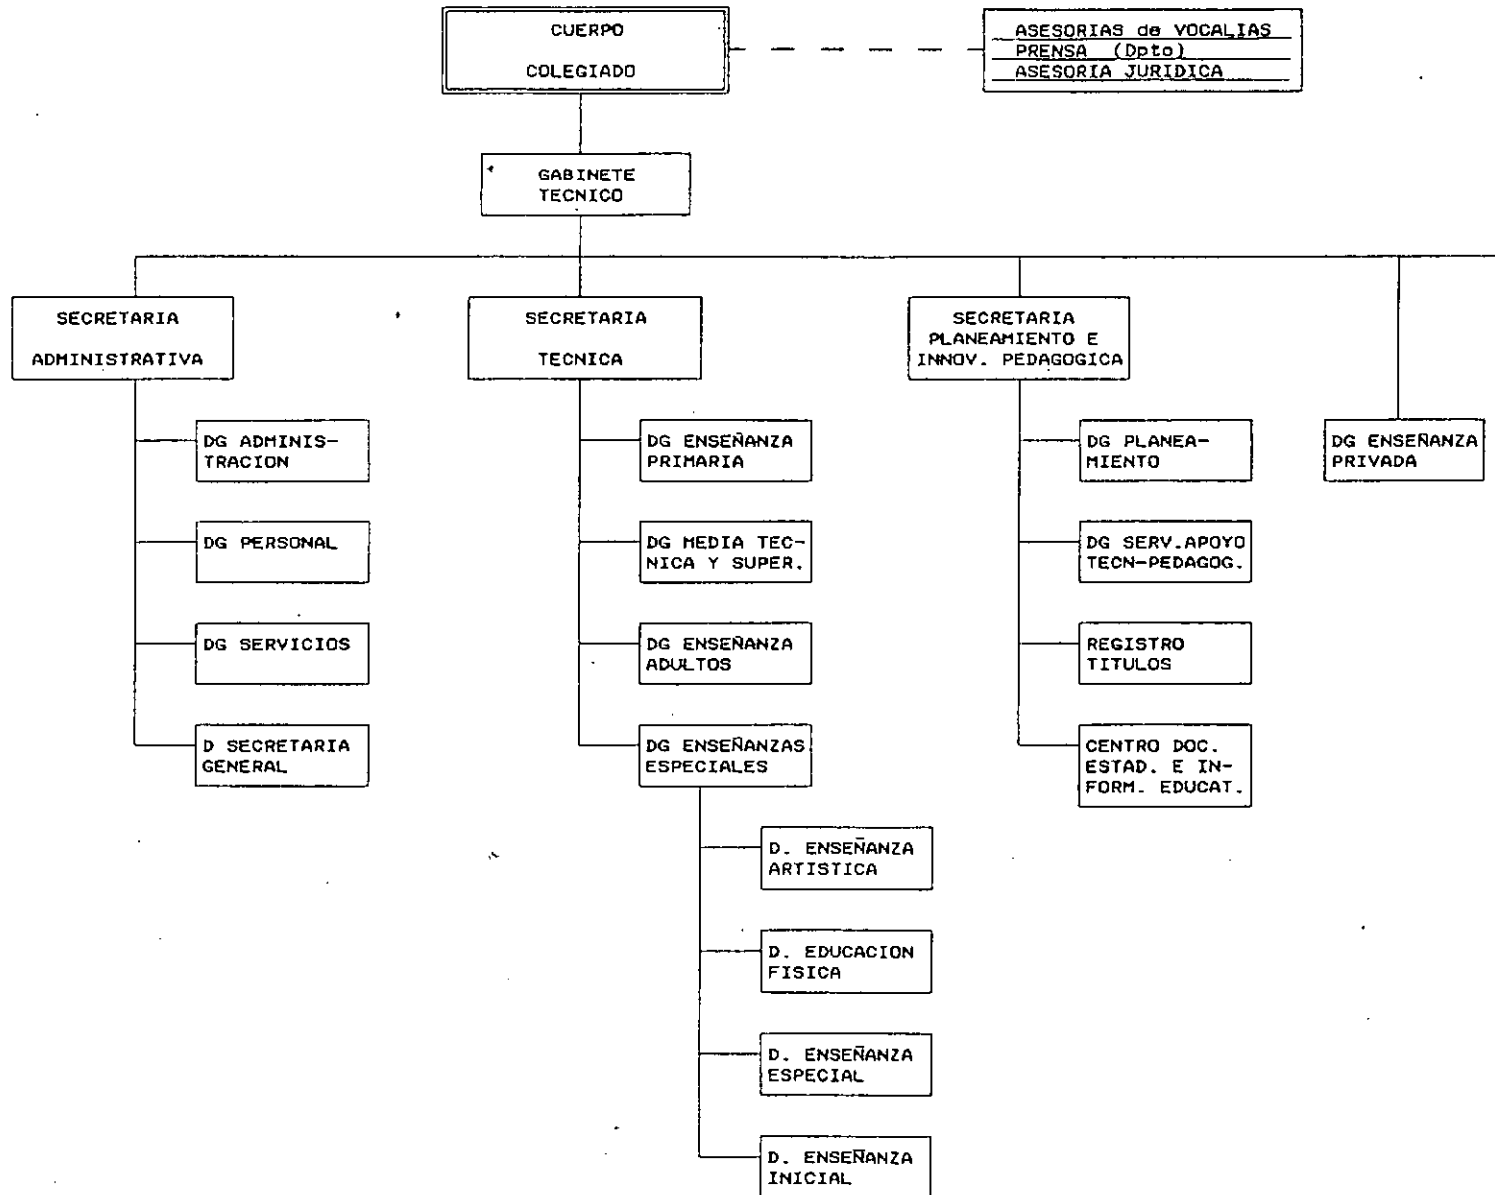 CUERPO
COLEGIADO
ASESORIAS de VOCALIAS
PRENSA (Dpto)
ASESORIA JURIDICA
GABINETE
TECNICO
SECRETARIA
ADMINISTRATIVA
SECRETARIA
TECNICA
SECRETARIA
PLANEAMIENTO E
INNOV. PEDAGOGICA
DG ADMINIS-
TRACION
DG PERSONAL
DG SERVICIOS
D SECRETARIA
GENERAL
DG ENSEÑANZA
PRIMARIA
DG MEDIA TEC-
NICA Y SUPER.
DG ENSEÑANZA
ADULTOS
DG ENSEÑANZAS
ESPECIALES
D. ENSEÑANZA
ARTISTICA
D. EDUCACION
FISICA
D. ENSEÑANZA
ESPECIAL
D. ENSEÑANZA
INICIAL
DG PLANEA-
MIENTO
DG SERV.APOYO
TECN-PEDAGOG.
REGISTRO
TITULOS
CENTRO DOC.
ESTAD. E IN-
FORM. EDUCAT.
DG ENSEÑANZA
PRIVADA